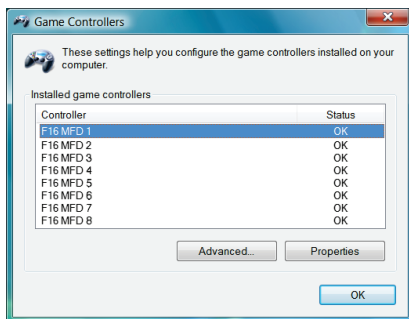 Game Controllers
These settings help you configure the game controllers installed on your
computer.
Installed game controllers
Controller Status
F16 MFD 1 OK
F16 MFD 2 OK
F16 MFD 3 OK
F16 MFD 4 OK
F16 MFD 5 OK
F16 MFD 6 OK
F16 MFD 7 OK
F16 MFD 8 OK
Advanced... Properties
OK